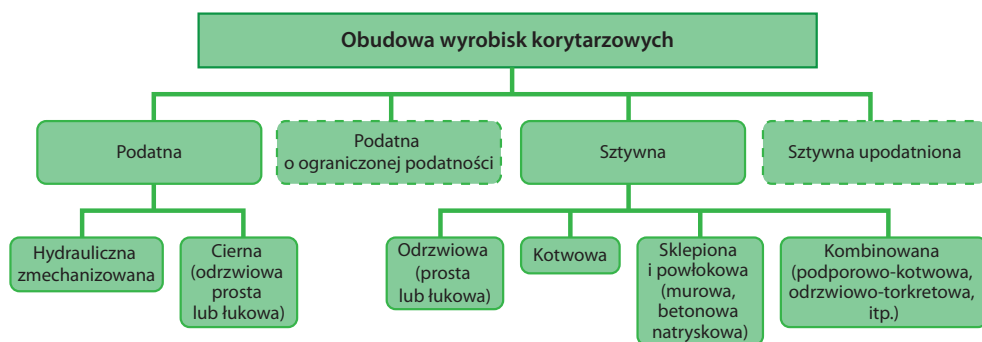 Obudowa wyrobisk korytarzowych
Podatna
Podatna
o ograniczonej podatności
Sztywna
Sztywna upodatniona
Hydrauliczna
zmechanizowana
Cierna
(odrzwiowa
prosta
lub łukowa)
Odrzwiowa
(prosta
lub łukowa)
Kotwowa
Sklepiona
i powłokowa
(murowa,
betonowa
natryskowa)
Kombinowana
(podporowo-kotwowa,
odrzwiowo-torkretowa,
itp.)